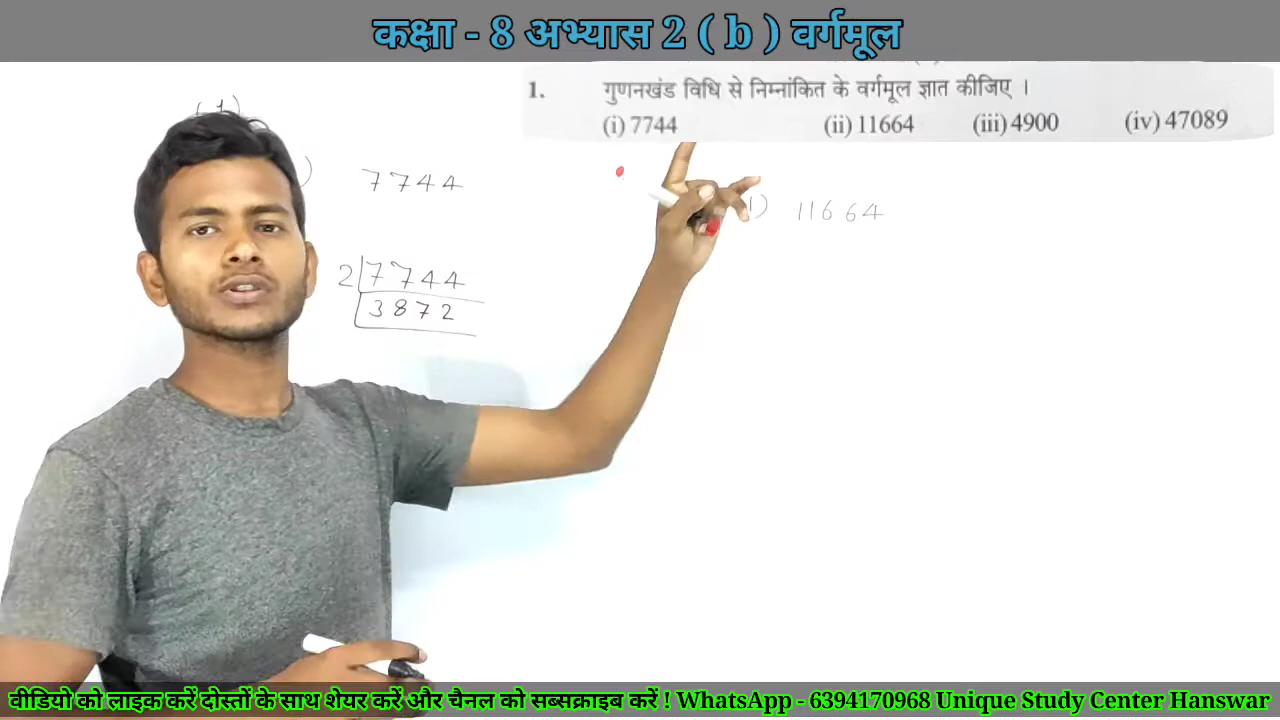 कक्षा - 8 अभ्यास 2 ( b ) वर्गमूल
1. गुणनखंड विधि से निम्नांकित के वर्गमूल ज्ञात कीजिए ।
(i) 7744 (ii) 11664 (iii) 4900 (iv) 47089
(1)
) 7744
1) 11664
2 7744
3872
वीडियो को लाइक करें दोस्तों के साथ शेयर करें और चैनल को सब्सक्राइब करें ! WhatsApp - 6394170968 Unique Study Center Hanswar